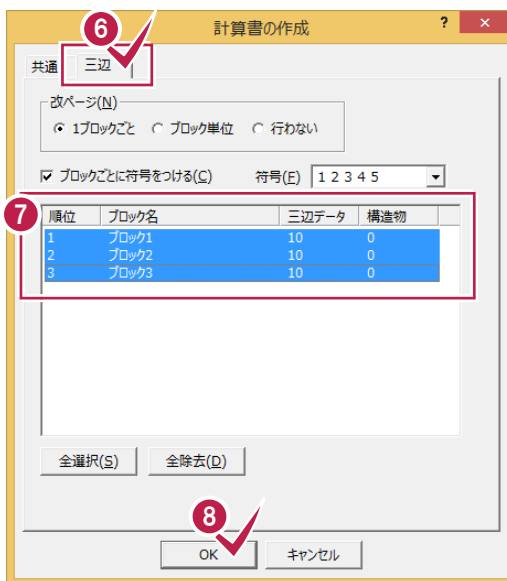 6
計算書の作成 ? ×
共通 三辺
改ページ(N)
1ブロックごと ブロック単位 行わない
ブロックごとに符号をつける(C) 符号(F) 1 2 3 4 5
7
順位 ブロック名 三辺データ 構造物
1 ブロック1 10 0
2 ブロック2 10 0
3 ブロック3 10 0
全選択(S) 全除去(D)
8
OK キャンセル